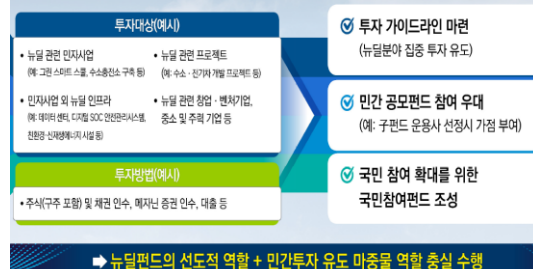 투자대상(예시)
• 뉴딜 관련 민자사업
(예: 그린 스마트 스쿨, 수소충전소 구축 등)
• 뉴딜 관련 프로젝트
(예: 수소·전기차 개발 프로젝트 등)
• 민자사업 외 뉴딜 인프라
(예: 데이터 센터, 디지털 SOC 안전관리시스템,
친환경·신재생에너지 시설 등)
• 뉴딜 관련 창업·벤처기업,
중소 및 주력 기업 등
투자방법(예시)
• 주식(구주 포함) 및 채권 인수, 메자닌 증권 인수, 대출 등
투자 가이드라인 마련
(뉴딜분야 집중 투자 유도)
민간 공모펀드 참여 우대
(예: 子펀드 운용사 선정시 가점 부여)
국민 참여 확대를 위한
국민참여펀드 조성
➡ 뉴딜펀드의 선도적 역할 + 민간투자 유도 마중물 역할 충실 수행